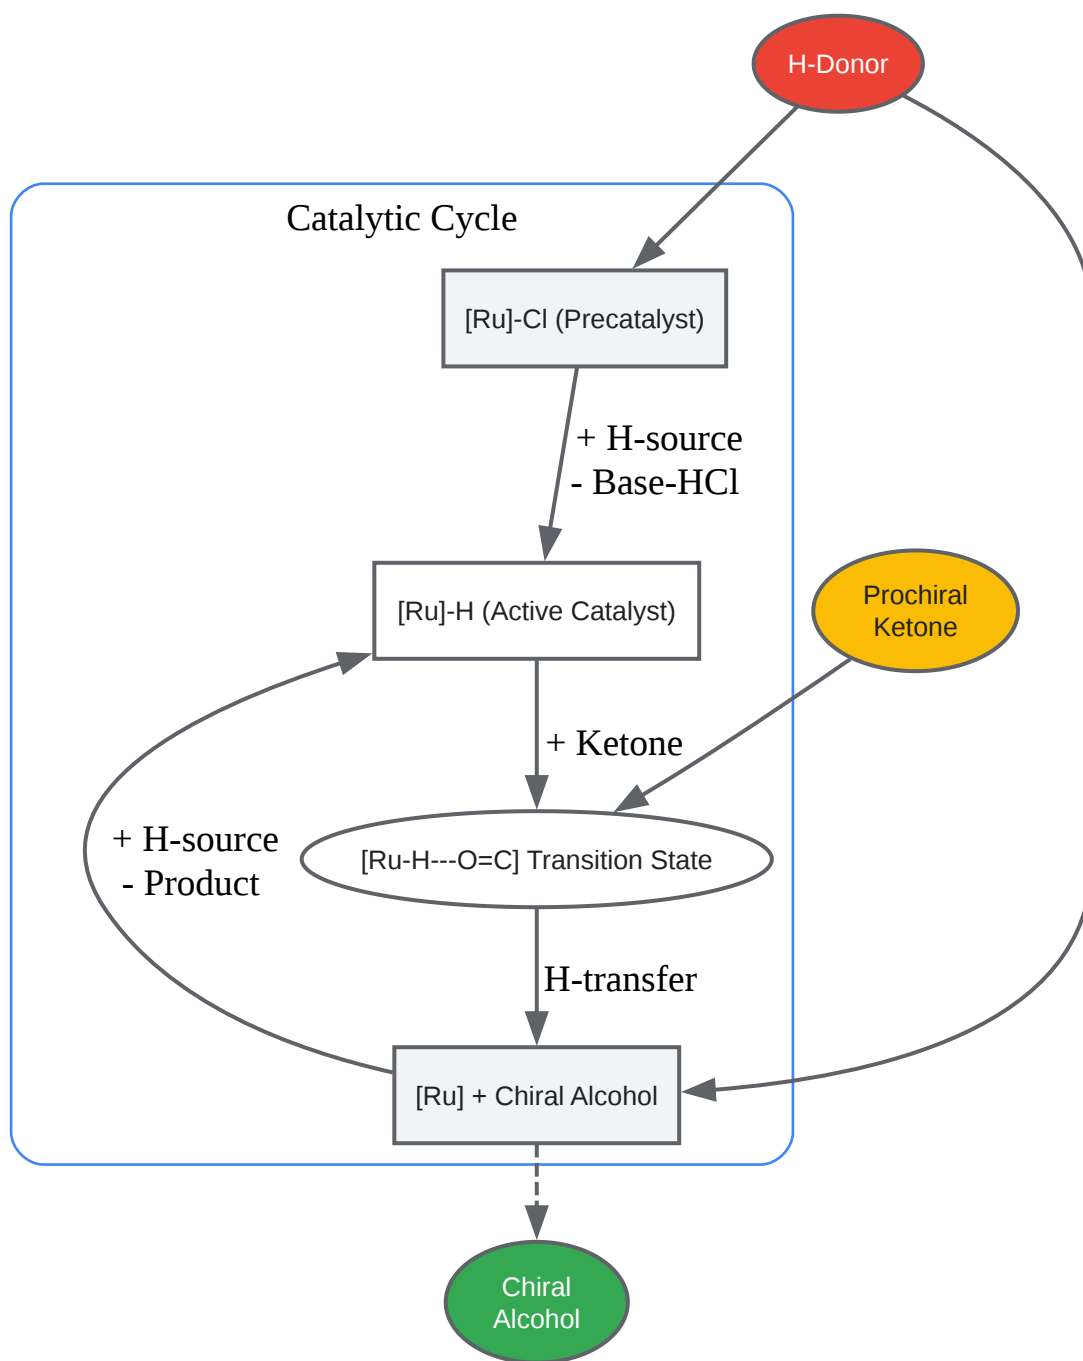 H-Donor
Catalytic Cycle
[Ru]-Cl (Precatalyst)
+ H-source
- Base-HCl
[Ru]-H (Active Catalyst)
Prochiral
Ketone
+ Ketone
+ H-source
- Product
[Ru-H---O=C] Transition State
H-transfer
[Ru] + Chiral Alcohol
Chiral
Alcohol